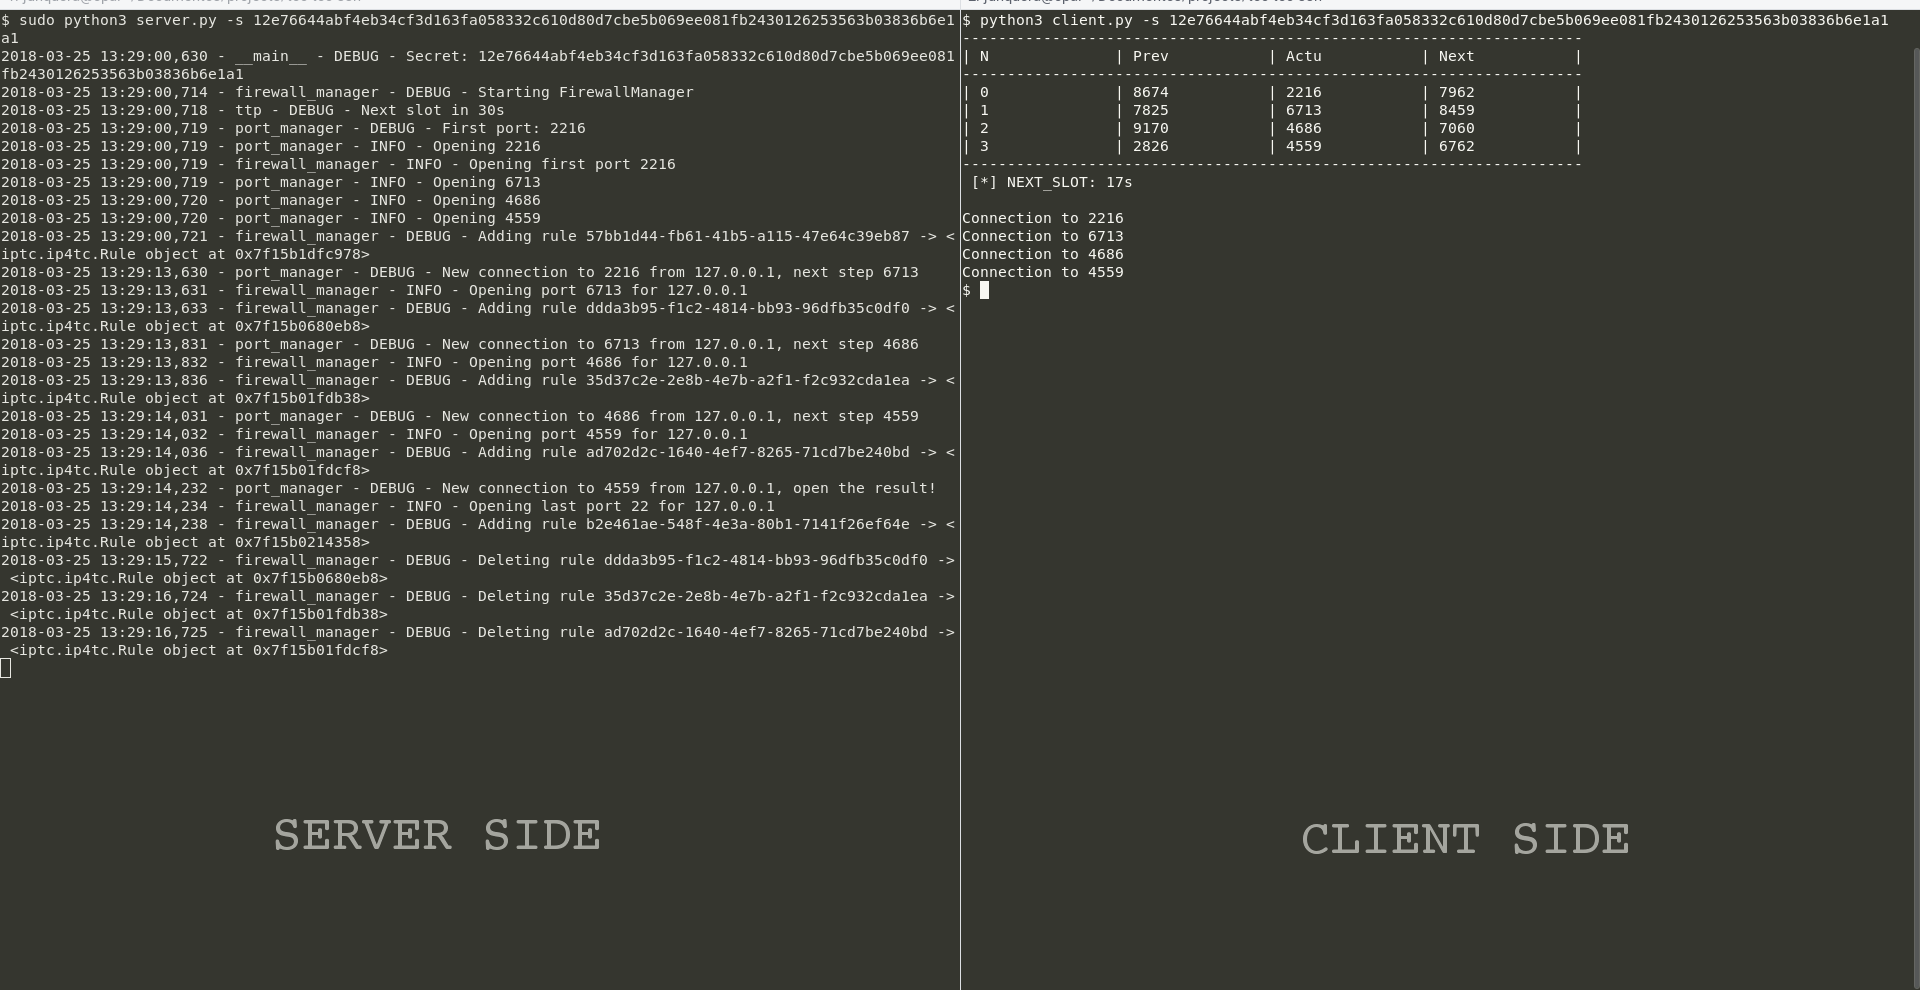 $ sudo python3 server.py -s 12e76644abf4eb34cf3d163fa058332c610d80d7cbe5b069ee081fb2430126253563b03836b6e1
a1
2018-03-25 13:29:00,630 - __main__ - DEBUG - Secret: 12e76644abf4eb34cf3d163fa058332c610d80d7cbe5b069ee081
fb2430126253563b03836b6e1a1
2018-03-25 13:29:00,714 - firewall_manager - DEBUG - Starting FirewallManager
2018-03-25 13:29:00,718 - ttp - DEBUG - Next slot in 30s
2018-03-25 13:29:00,719 - port_manager - DEBUG - First port: 2216
2018-03-25 13:29:00,719 - port_manager - INFO - Opening 2216
2018-03-25 13:29:00,719 - firewall_manager - INFO - Opening first port 2216
2018-03-25 13:29:00,719 - port_manager - INFO - Opening 6713
2018-03-25 13:29:00,720 - port_manager - INFO - Opening 4686
2018-03-25 13:29:00,720 - port_manager - INFO - Opening 4559
2018-03-25 13:29:00,721 - firewall_manager - DEBUG - Adding rule 57bb1d44-fb61-41b5-a115-47e64c39eb87 -> <
iptc.ip4tc.Rule object at 0x7f15b1dfc978>
2018-03-25 13:29:13,630 - port_manager - DEBUG - New connection to 2216 from 127.0.0.1, next step 6713
2018-03-25 13:29:13,631 - firewall_manager - INFO - Opening port 6713 for 127.0.0.1
2018-03-25 13:29:13,633 - firewall_manager - DEBUG - Adding rule ddda3b95-f1c2-4814-bb93-96dfb35c0df0 -> <
iptc.ip4tc.Rule object at 0x7f15b0680eb8>
2018-03-25 13:29:13,831 - port_manager - DEBUG - New connection to 6713 from 127.0.0.1, next step 4686
2018-03-25 13:29:13,832 - firewall_manager - INFO - Opening port 4686 for 127.0.0.1
2018-03-25 13:29:13,836 - firewall_manager - DEBUG - Adding rule 35d37c2e-2e8b-4e7b-a2f1-f2c932cda1ea -> <
iptc.ip4tc.Rule object at 0x7f15b01fdb38>
2018-03-25 13:29:14,031 - port_manager - DEBUG - New connection to 4686 from 127.0.0.1, next step 4559
2018-03-25 13:29:14,032 - firewall_manager - INFO - Opening port 4559 for 127.0.0.1
2018-03-25 13:29:14,036 - firewall_manager - DEBUG - Adding rule ad702d2c-1640-4ef7-8265-71cd7be240bd -> <
iptc.ip4tc.Rule object at 0x7f15b01fdcf8>
2018-03-25 13:29:14,232 - port_manager - DEBUG - New connection to 4559 from 127.0.0.1, open the result!
2018-03-25 13:29:14,234 - firewall_manager - INFO - Opening last port 22 for 127.0.0.1
2018-03-25 13:29:14,238 - firewall_manager - DEBUG - Adding rule b2e461ae-548f-4e3a-80b1-7141f26ef64e -> <
iptc.ip4tc.Rule object at 0x7f15b0214358>
2018-03-25 13:29:15,722 - firewall_manager - DEBUG - Deleting rule ddda3b95-f1c2-4814-bb93-96dfb35c0df0 ->
<iptc.ip4tc.Rule object at 0x7f15b0680eb8>
2018-03-25 13:29:16,724 - firewall_manager - DEBUG - Deleting rule 35d37c2e-2e8b-4e7b-a2f1-f2c932cda1ea ->
<iptc.ip4tc.Rule object at 0x7f15b01fdb38>
2018-03-25 13:29:16,725 - firewall_manager - DEBUG - Deleting rule ad702d2c-1640-4ef7-8265-71cd7be240bd ->
<iptc.ip4tc.Rule object at 0x7f15b01fdcf8>
SERVER SIDE
$ python3 client.py -s 12e76644abf4eb34cf3d163fa058332c610d80d7cbe5b069ee081fb2430126253563b03836b6e1a1
---------------------------------------------------------------------
| N | Prev | Actu | Next |
---------------------------------------------------------------------
| 0 | 8674 | 2216 | 7962 |
| 1 | 7825 | 6713 | 8459 |
| 2 | 9170 | 4686 | 7060 |
| 3 | 2826 | 4559 | 6762 |
---------------------------------------------------------------------
[*] NEXT_SLOT: 17s
Connection to 2216
Connection to 6713
Connection to 4686
Connection to 4559
$
CLIENT SIDE